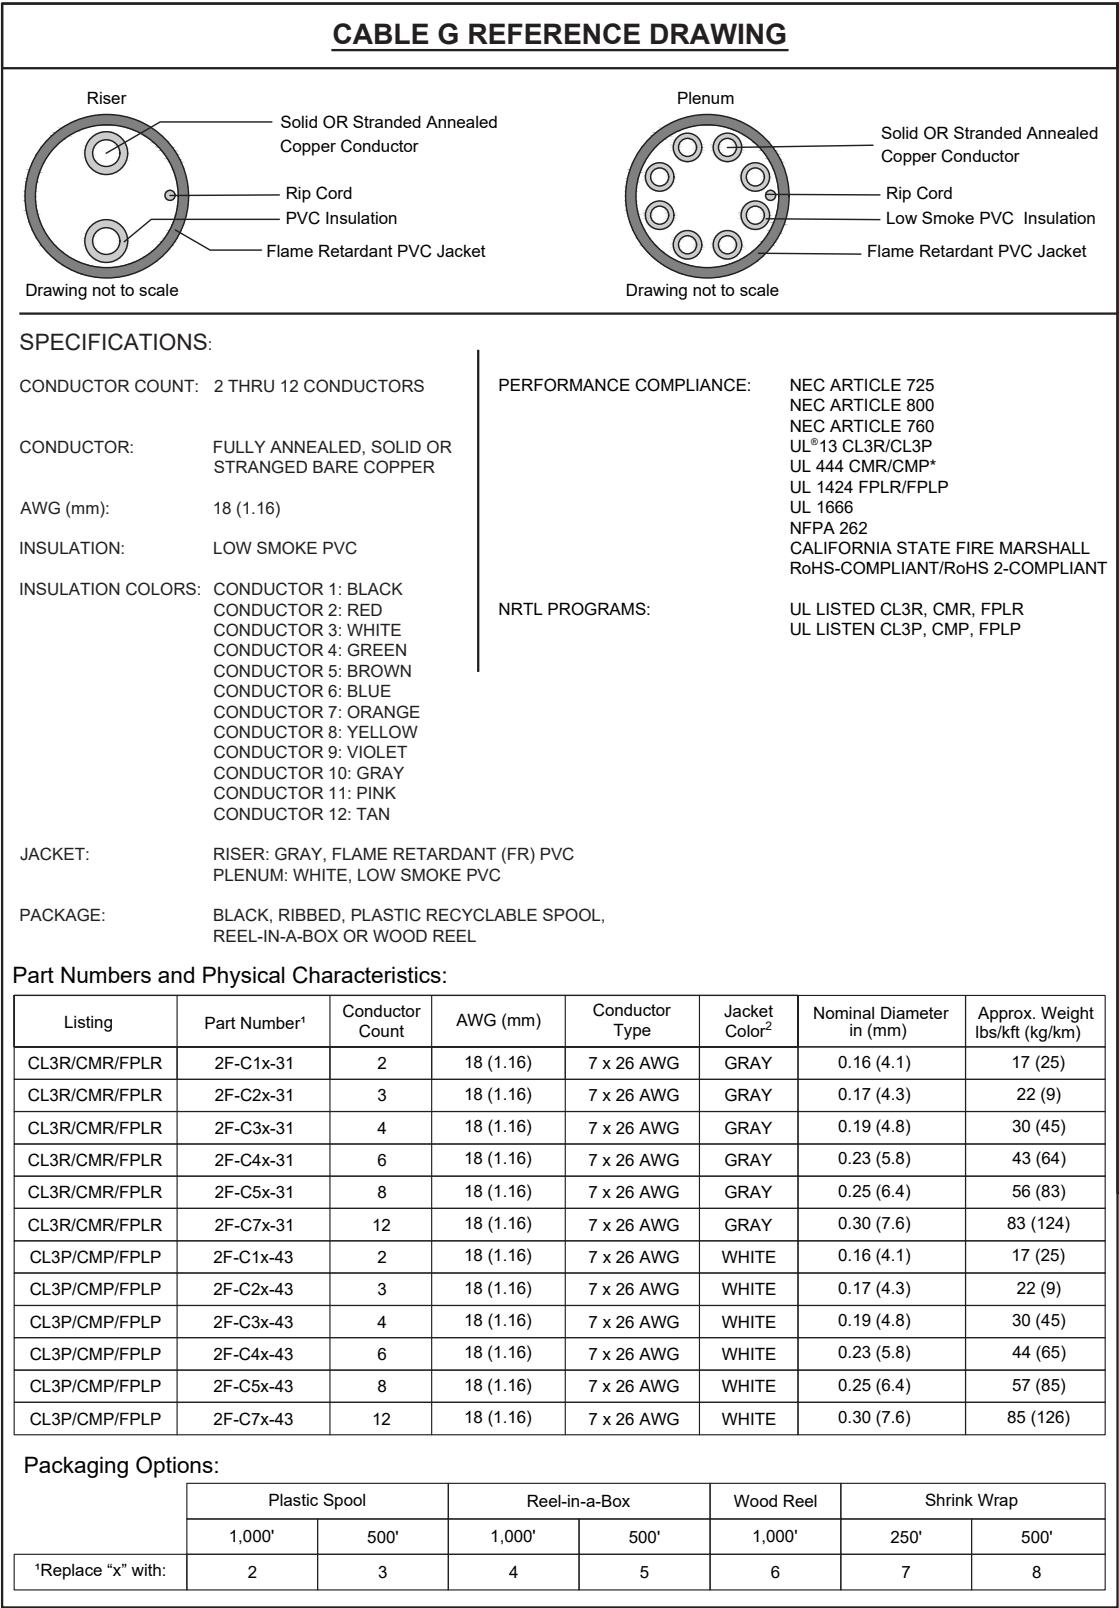 CABLE G REFERENCE DRAWING
Riser
Solid OR Stranded Annealed
Copper Conductor
Rip Cord
PVC Insulation
Flame Retardant PVC Jacket
Drawing not to scale
Plenum
Solid OR Stranded Annealed
Copper Conductor
Rip Cord
Low Smoke PVC Insulation
Flame Retardant PVC Jacket
Drawing not to scale
SPECIFICATIONS:
CONDUCTOR COUNT: 2 THRU 12 CONDUCTORS
CONDUCTOR: FULLY ANNEALED, SOLID OR
STRANGED BARE COPPER
AWG (mm): 18 (1.16)
INSULATION: LOW SMOKE PVC
INSULATION COLORS: CONDUCTOR 1: BLACK
CONDUCTOR 2: RED
CONDUCTOR 3: WHITE
CONDUCTOR 4: GREEN
CONDUCTOR 5: BROWN
CONDUCTOR 6: BLUE
CONDUCTOR 7: ORANGE
CONDUCTOR 8: YELLOW
CONDUCTOR 9: VIOLET
CONDUCTOR 10: GRAY
CONDUCTOR 11: PINK
CONDUCTOR 12: TAN
JACKET: RISER: GRAY, FLAME RETARDANT (FR) PVC
PLENUM: WHITE, LOW SMOKE PVC
PACKAGE: BLACK, RIBBED, PLASTIC RECYCLABLE SPOOL,
REEL-IN-A-BOX OR WOOD REEL
PERFORMANCE COMPLIANCE: NEC ARTICLE 725
NEC ARTICLE 800
NEC ARTICLE 760
UL®13 CL3R/CL3P
UL 444 CMR/CMP*
UL 1424 FPLR/FPLP
UL 1666
NFPA 262
CALIFORNIA STATE FIRE MARSHALL
RoHS-COMPLIANT/RoHS 2-COMPLIANT
NRTL PROGRAMS: UL LISTED CL3R, CMR, FPLR
UL LISTEN CL3P, CMP, FPLP
Part Numbers and Physical Characteristics:
Listing Part Number¹ Conductor Count AWG (mm) Conductor Type Jacket Color² Nominal Diameter in (mm) Approx. Weight lbs/kft (kg/km)
CL3R/CMR/FPLR 2F-C1x-31 2 18 (1.16) 7 x 26 AWG GRAY 0.16 (4.1) 17 (25)
CL3R/CMR/FPLR 2F-C2x-31 3 18 (1.16) 7 x 26 AWG GRAY 0.17 (4.3) 22 (9)
CL3R/CMR/FPLR 2F-C3x-31 4 18 (1.16) 7 x 26 AWG GRAY 0.19 (4.8) 30 (45)
CL3R/CMR/FPLR 2F-C4x-31 6 18 (1.16) 7 x 26 AWG GRAY 0.23 (5.8) 43 (64)
CL3R/CMR/FPLR 2F-C5x-31 8 18 (1.16) 7 x 26 AWG GRAY 0.25 (6.4) 56 (83)
CL3R/CMR/FPLR 2F-C7x-31 12 18 (1.16) 7 x 26 AWG GRAY 0.30 (7.6) 83 (124)
CL3P/CMP/FPLP 2F-C1x-43 2 18 (1.16) 7 x 26 AWG WHITE 0.16 (4.1) 17 (25)
CL3P/CMP/FPLP 2F-C2x-43 3 18 (1.16) 7 x 26 AWG WHITE 0.17 (4.3) 22 (9)
CL3P/CMP/FPLP 2F-C3x-43 4 18 (1.16) 7 x 26 AWG WHITE 0.19 (4.8) 30 (45)
CL3P/CMP/FPLP 2F-C4x-43 6 18 (1.16) 7 x 26 AWG WHITE 0.23 (5.8) 44 (65)
CL3P/CMP/FPLP 2F-C5x-43 8 18 (1.16) 7 x 26 AWG WHITE 0.25 (6.4) 57 (85)
CL3P/CMP/FPLP 2F-C7x-43 12 18 (1.16) 7 x 26 AWG WHITE 0.30 (7.6) 85 (126)
Packaging Options:
Plastic Spool Reel-in-a-Box Wood Reel Shrink Wrap
1,000' 500' 1,000' 500' 1,000' 250' 500'
¹Replace “x” with: 2 3 4 5 6 7 8